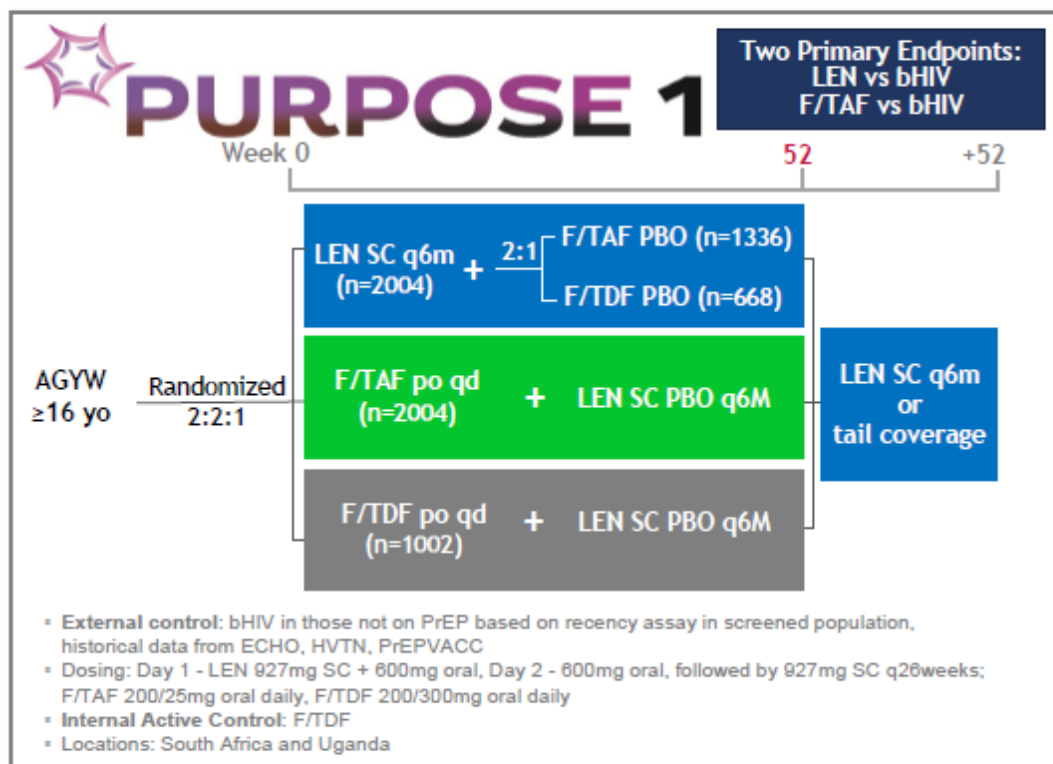 PURPOSE 1
Two Primary Endpoints:
LEN vs bHIV
F/TAF vs bHIV
Week 0
52
+52
LEN SC q6m
(n=2004)
+
2:1
F/TAF PBO (n=1336)
F/TDF PBO (n=668)
AGYW
≥16 yo
Randomized
2:2:1
F/TAF po qd
(n=2004)
+
LEN SC PBO q6M
F/TDF po qd
(n=1002)
+
LEN SC PBO q6M
LEN SC q6m
or
tail coverage
▪ External control: bHIV in those not on PrEP based on recency assay in screened population,
historical data from ECHO, HVTN, PrEPVACC
▪ Dosing: Day 1 - LEN 927mg SC + 600mg oral, Day 2 - 600mg oral, followed by 927mg SC q26weeks;
F/TAF 200/25mg oral daily, F/TDF 200/300mg oral daily
▪ Internal Active Control: F/TDF
▪ Locations: South Africa and Uganda